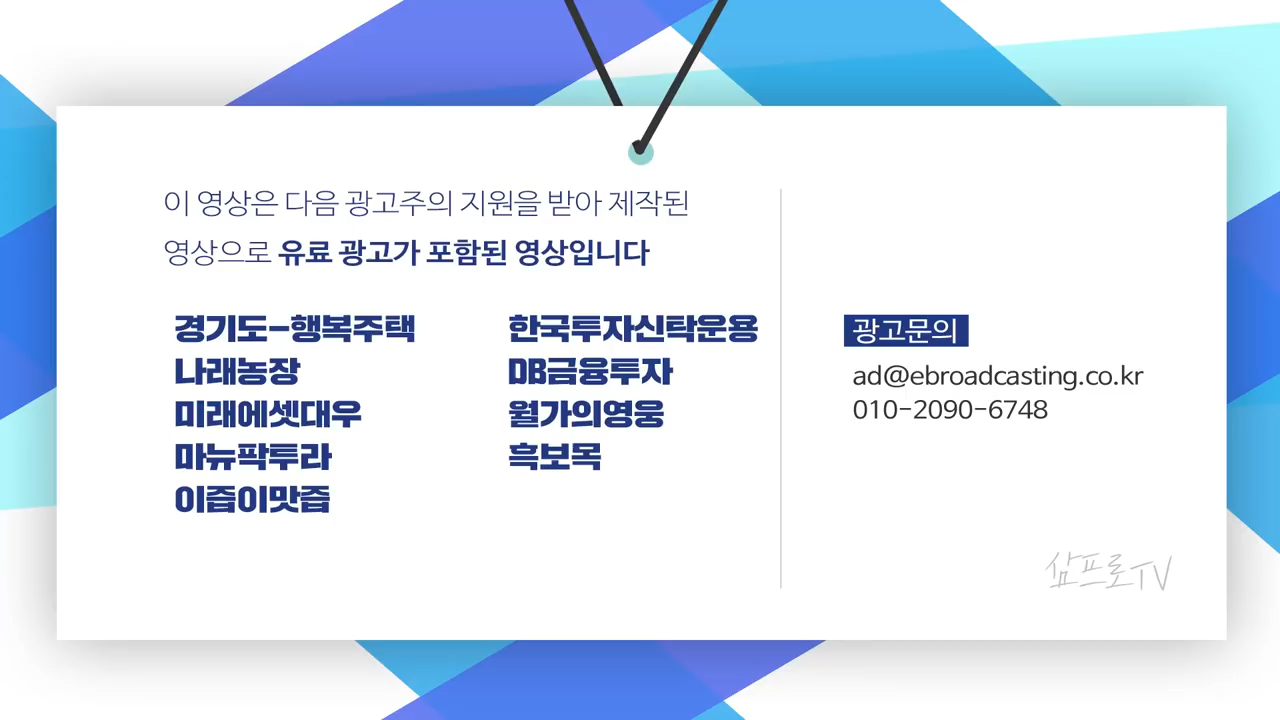 이 영상은 다음 광고주의 지원을 받아 제작된
영상으로 유료 광고가 포함된 영상입니다
경기도-행복주택
나래농장
미래에셋대우
마뉴팍투라
이즙이맛즙
한국투자신탁운용
DB금융투자
월가의영웅
흑보목
광고문의
ad@ebroadcasting.co.kr
010-2090-6748
삼프로TV